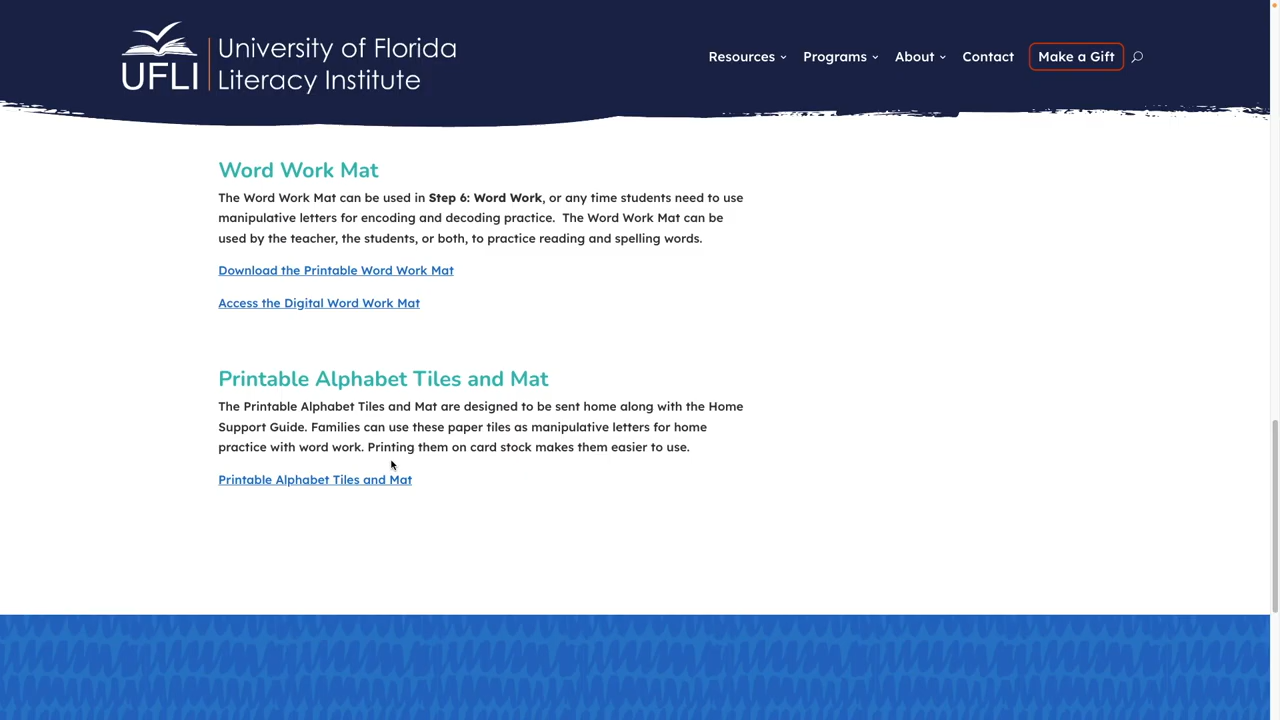 UFLI
University of Florida
Literacy Institute
Resources
Programs
About
Contact
Make a Gift
Word Work Mat
The Word Work Mat can be used in Step 6: Word Work, or any time students need to use
manipulative letters for encoding and decoding practice.  The Word Work Mat can be
used by the teacher, the students, or both, to practice reading and spelling words.
Download the Printable Word Work Mat
Access the Digital Word Work Mat
Printable Alphabet Tiles and Mat
The Printable Alphabet Tiles and Mat are designed to be sent home along with the Home
Support Guide. Families can use these paper tiles as manipulative letters for home
practice with word work. Printing them on card stock makes them easier to use.
Printable Alphabet Tiles and Mat